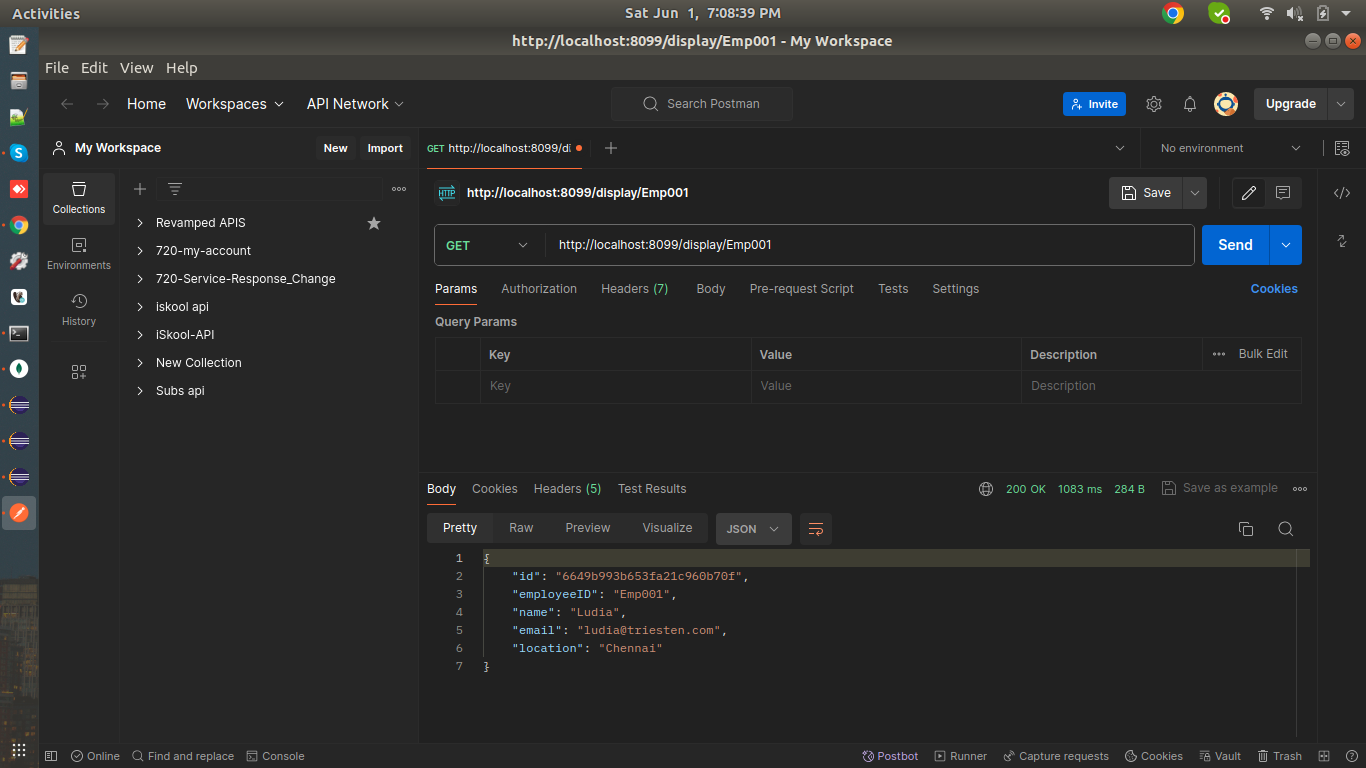 Activities
Sat Jun 1, 7:08:39 PM
http://localhost:8099/display/Emp001 - My Workspace
File Edit View Help
Home Workspaces API Network
Search Postman
Invite
Upgrade
My Workspace
New Import
GET http://localhost:8099/di
No environment
Collections
Environments
History
Revamped APIS
720-my-account
720-Service-Response_Change
iskool api
iSkool-API
New Collection
Subs api
HTTP http://localhost:8099/display/Emp001
Save
GET http://localhost:8099/display/Emp001
Send
Params Authorization Headers (7) Body Pre-request Script Tests Settings Cookies
Query Params
Key Value Description Bulk Edit
Key Value Description
Body Cookies Headers (5) Test Results
200 OK 1083 ms 284 B Save as example
Pretty Raw Preview Visualize JSON
1 {
2 "id": "6649b993b653fa21c960b70f",
3 "employeeID": "Emp001",
4 "name": "Ludia",
5 "email": "ludia@triesten.com",
6 "location": "Chennai"
7 }
Online Find and replace Console
Postbot Runner Capture requests Cookies Vault Trash